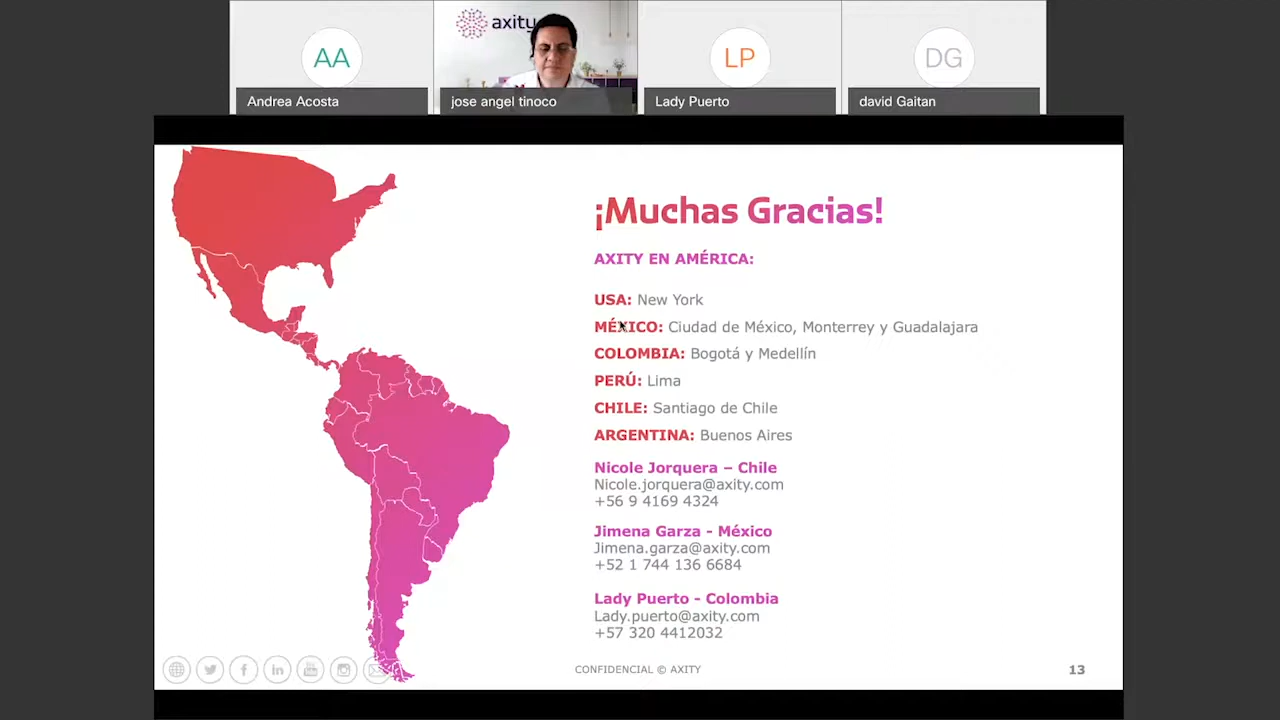 AA
axity
LP
DG
Andrea Acosta
jose angel tinoco
Lady Puerto
david Gaitan
¡Muchas Gracias!
AXITY EN AMÉRICA:
USA: New York
MÉXICO: Ciudad de México, Monterrey y Guadalajara
COLOMBIA: Bogotá y Medellín
PERÚ: Lima
CHILE: Santiago de Chile
ARGENTINA: Buenos Aires
Nicole Jorquera – Chile
Nicole.jorquera@axity.com
+56 9 4169 4324
Jimena Garza - México
Jimena.garza@axity.com
+52 1 744 136 6684
Lady Puerto - Colombia
Lady.puerto@axity.com
+57 320 4412032
CONFIDENCIAL © AXITY
13